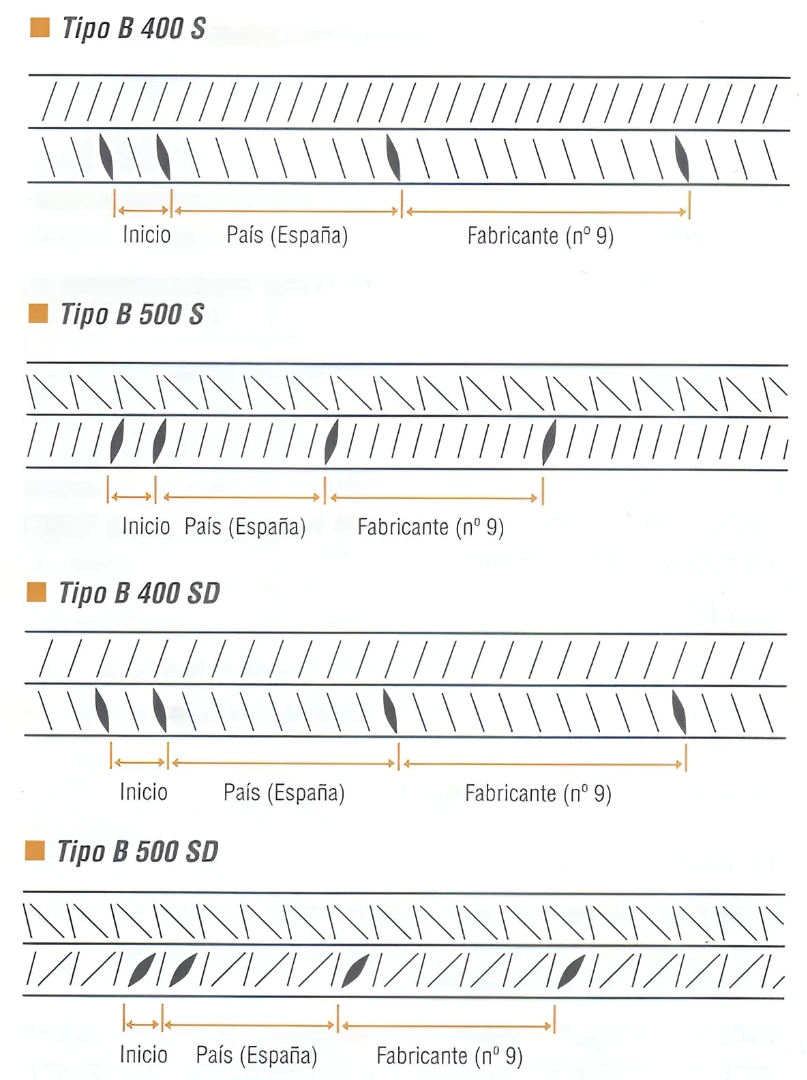 Tipo B 400 S
Inicio País (España) Fabricante (nº 9)
Tipo B 500 S
Inicio País (España) Fabricante (nº 9)
Tipo B 400 SD
Inicio País (España) Fabricante (nº 9)
Tipo B 500 SD
Inicio País (España) Fabricante (nº 9)